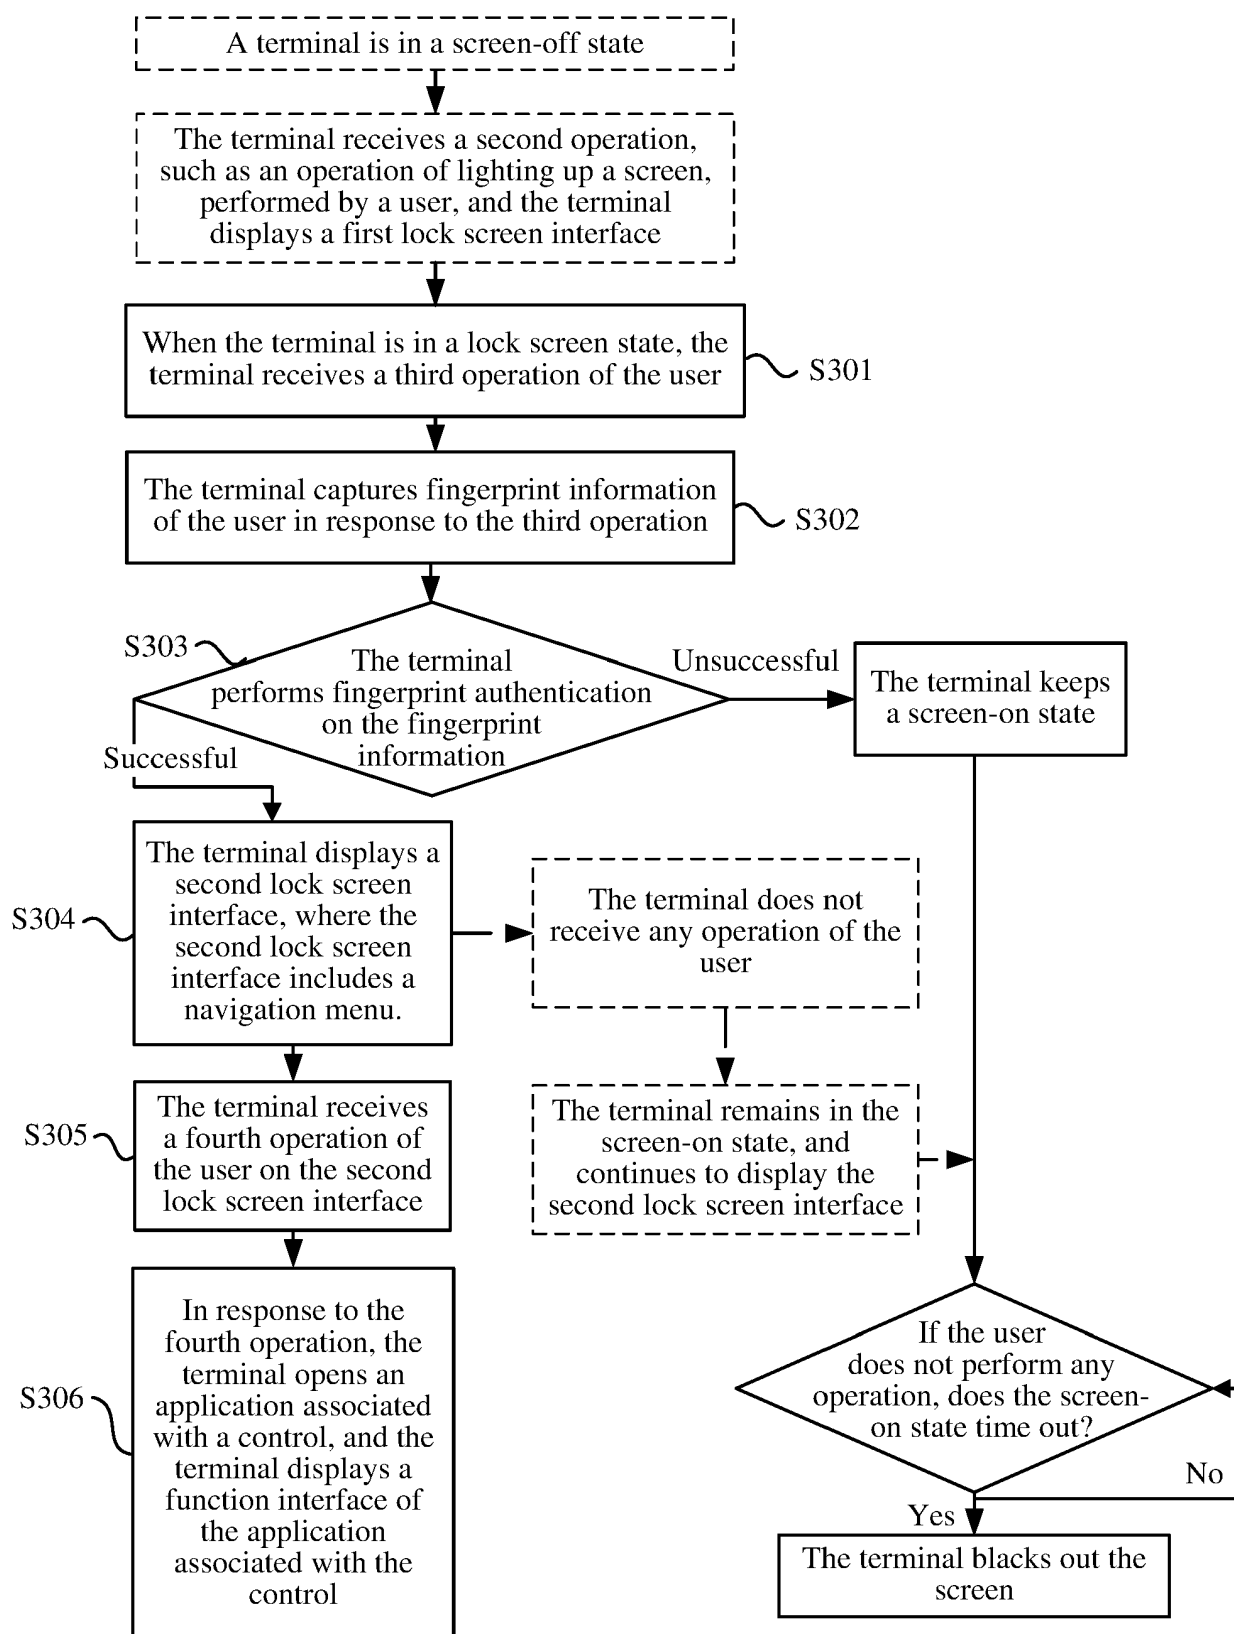 A terminal is in a screen-off state
The terminal receives a second operation,
such as an operation of lighting up a screen,
performed by a user, and the terminal
displays a first lock screen interface
When the terminal is in a lock screen state, the
terminal receives a third operation of the user
S301
The terminal captures fingerprint information
of the user in response to the third operation
S302
S303
The terminal
performs fingerprint authentication
on the fingerprint
information
Unsuccessful
The terminal keeps
a screen-on state
Successful
The terminal displays a
second lock screen
interface, where the
second lock screen
interface includes a
navigation menu.
S304
The terminal does not
receive any operation of the
user
The terminal receives
a fourth operation of
the user on the second
lock screen interface
S305
The terminal remains in the
screen-on state, and
continues to display the
second lock screen interface
In response to the
fourth operation, the
terminal opens an
application associated
with a control, and the
terminal displays a
function interface of
the application
associated with the
control
S306
If the user
does not perform any
operation, does the screen-
on state time out?
No
Yes
The terminal blacks out the
screen